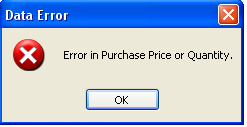 Data Error
Error in Purchase Price or Quantity.
OK